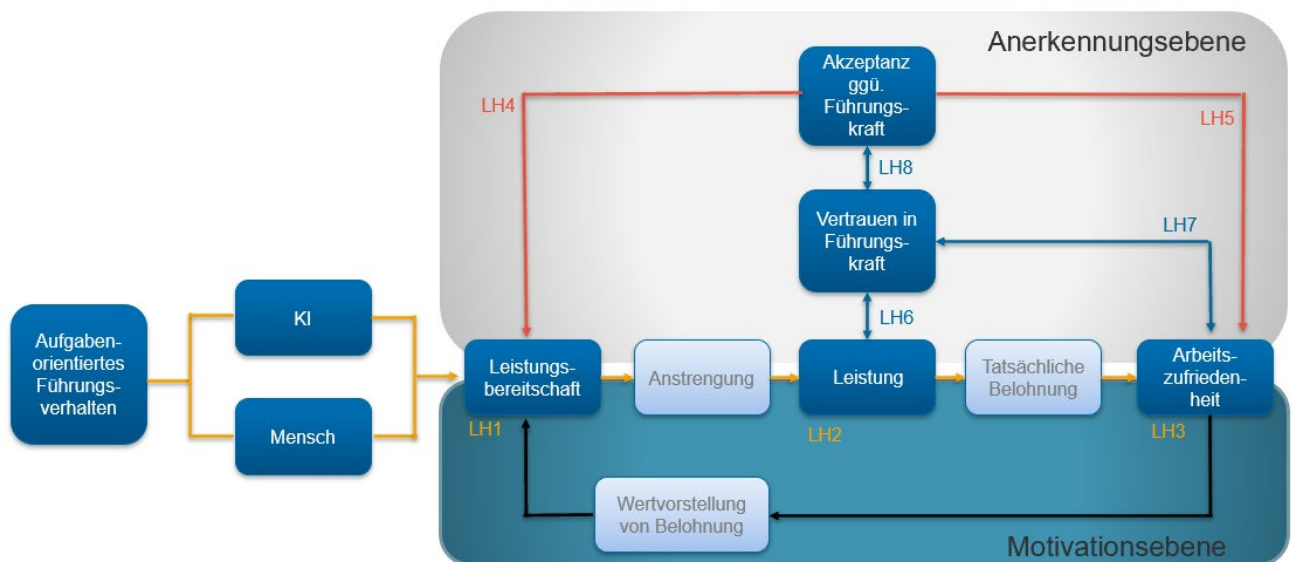 Anerkennungsebene
Akzeptanz
ggü.
Führungs-
kraft
LH4
LH5
LH8
Vertrauen in
Führungs-
kraft
LH7
LH6
Aufgaben-
orientiertes
Führungs-
verhalten
KI
Mensch
Leistungs-
bereitschaft
Anstrengung
Leistung
Tatsächliche
Belohnung
Arbeits-
zufrieden-
heit
LH1
LH2
LH3
Wertvorstellung
von Belohnung
Motivationsebene